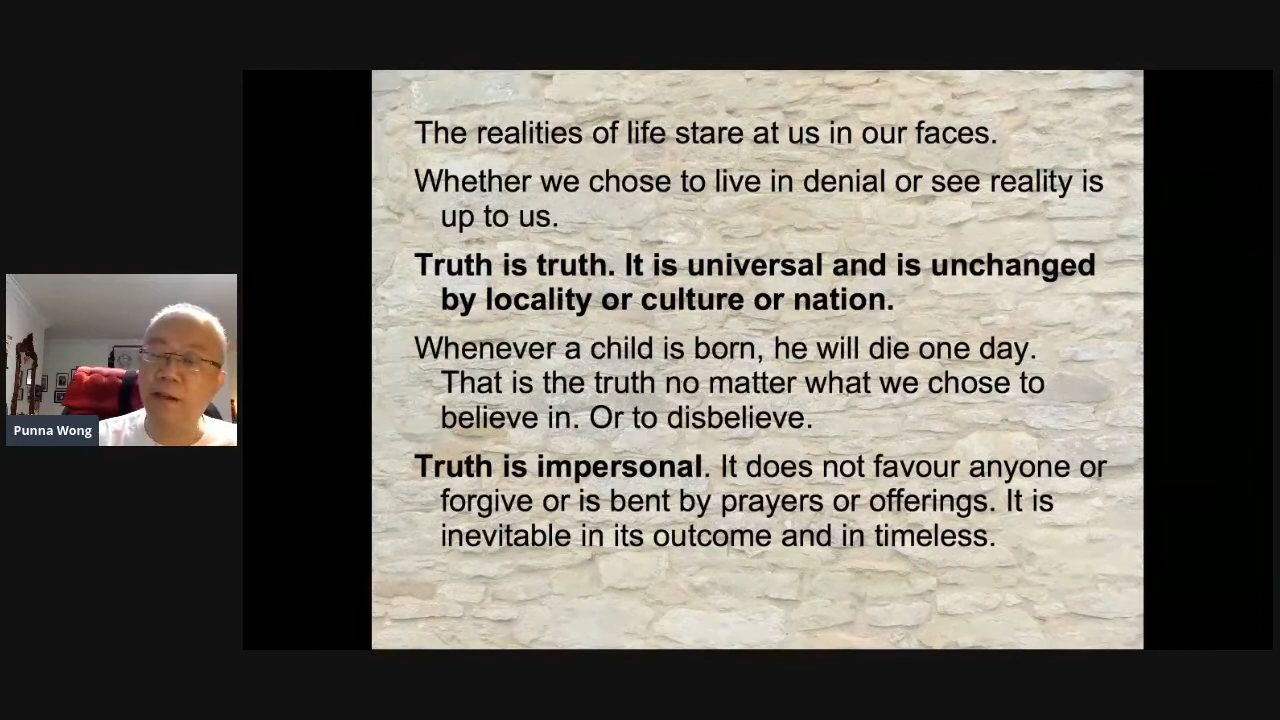 The realities of life stare at us in our faces.
Whether we chose to live in denial or see reality is
up to us.
Truth is truth. It is universal and is unchanged
by locality or culture or nation.
Whenever a child is born, he will die one day.
That is the truth no matter what we chose to
believe in. Or to disbelieve.
Truth is impersonal. It does not favour anyone or
forgive or is bent by prayers or offerings. It is
inevitable in its outcome and in timeless.
Punna Wong